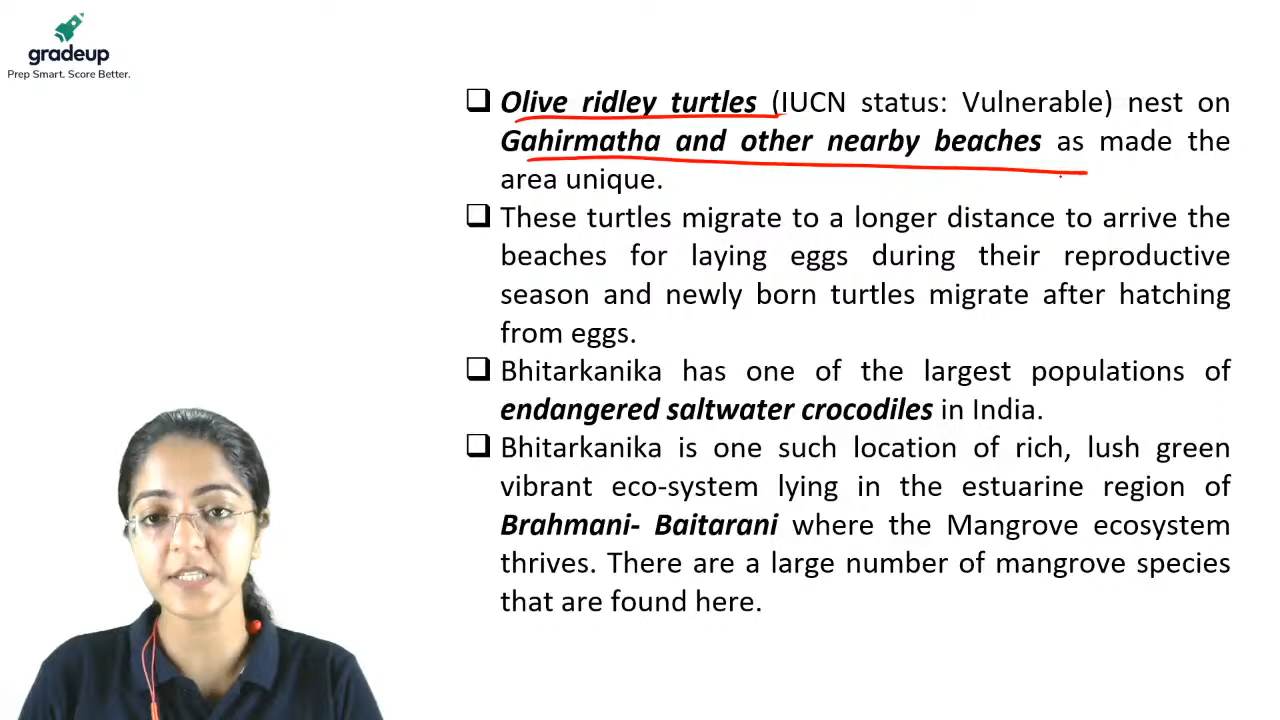 gradeup
Prep Smart. Score Better.
❑ Olive ridley turtles (IUCN status: Vulnerable) nest on
Gahirmatha and other nearby beaches as made the
area unique.
❑ These turtles migrate to a longer distance to arrive the
beaches for laying eggs during their reproductive
season and newly born turtles migrate after hatching
from eggs.
❑ Bhitarkanika has one of the largest populations of
endangered saltwater crocodiles in India.
❑ Bhitarkanika is one such location of rich, lush green
vibrant eco-system lying in the estuarine region of
Brahmani- Baitarani where the Mangrove ecosystem
thrives. There are a large number of mangrove species
that are found here.